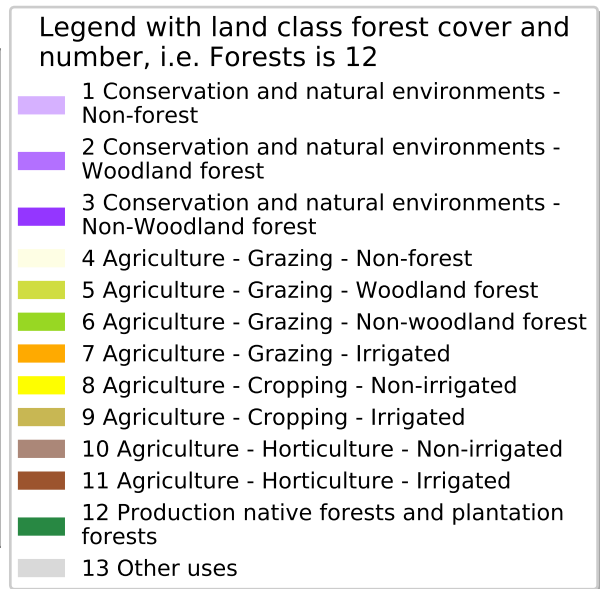 Legend with land class forest cover and
number, i.e. Forests is 12
1 Conservation and natural environments -
Non-forest
2 Conservation and natural environments -
Woodland forest
3 Conservation and natural environments -
Non-Woodland forest
4 Agriculture - Grazing - Non-forest
5 Agriculture - Grazing - Woodland forest
6 Agriculture - Grazing - Non-woodland forest
7 Agriculture - Grazing - Irrigated
8 Agriculture - Cropping - Non-irrigated
9 Agriculture - Cropping - Irrigated
10 Agriculture - Horticulture - Non-irrigated
11 Agriculture - Horticulture - Irrigated
12 Production native forests and plantation
forests
13 Other uses